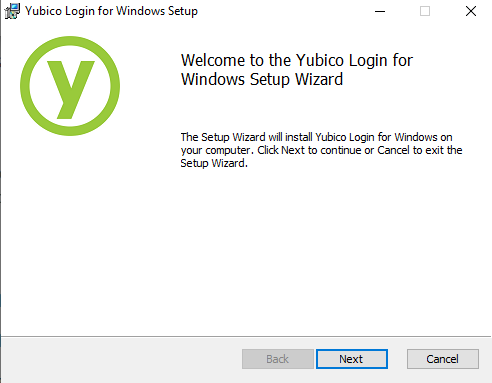 Yubico Login for Windows Setup
y
Welcome to the Yubico Login for
Windows Setup Wizard
The Setup Wizard will install Yubico Login for Windows on
your computer. Click Next to continue or Cancel to exit the
Setup Wizard.
Back Next Cancel